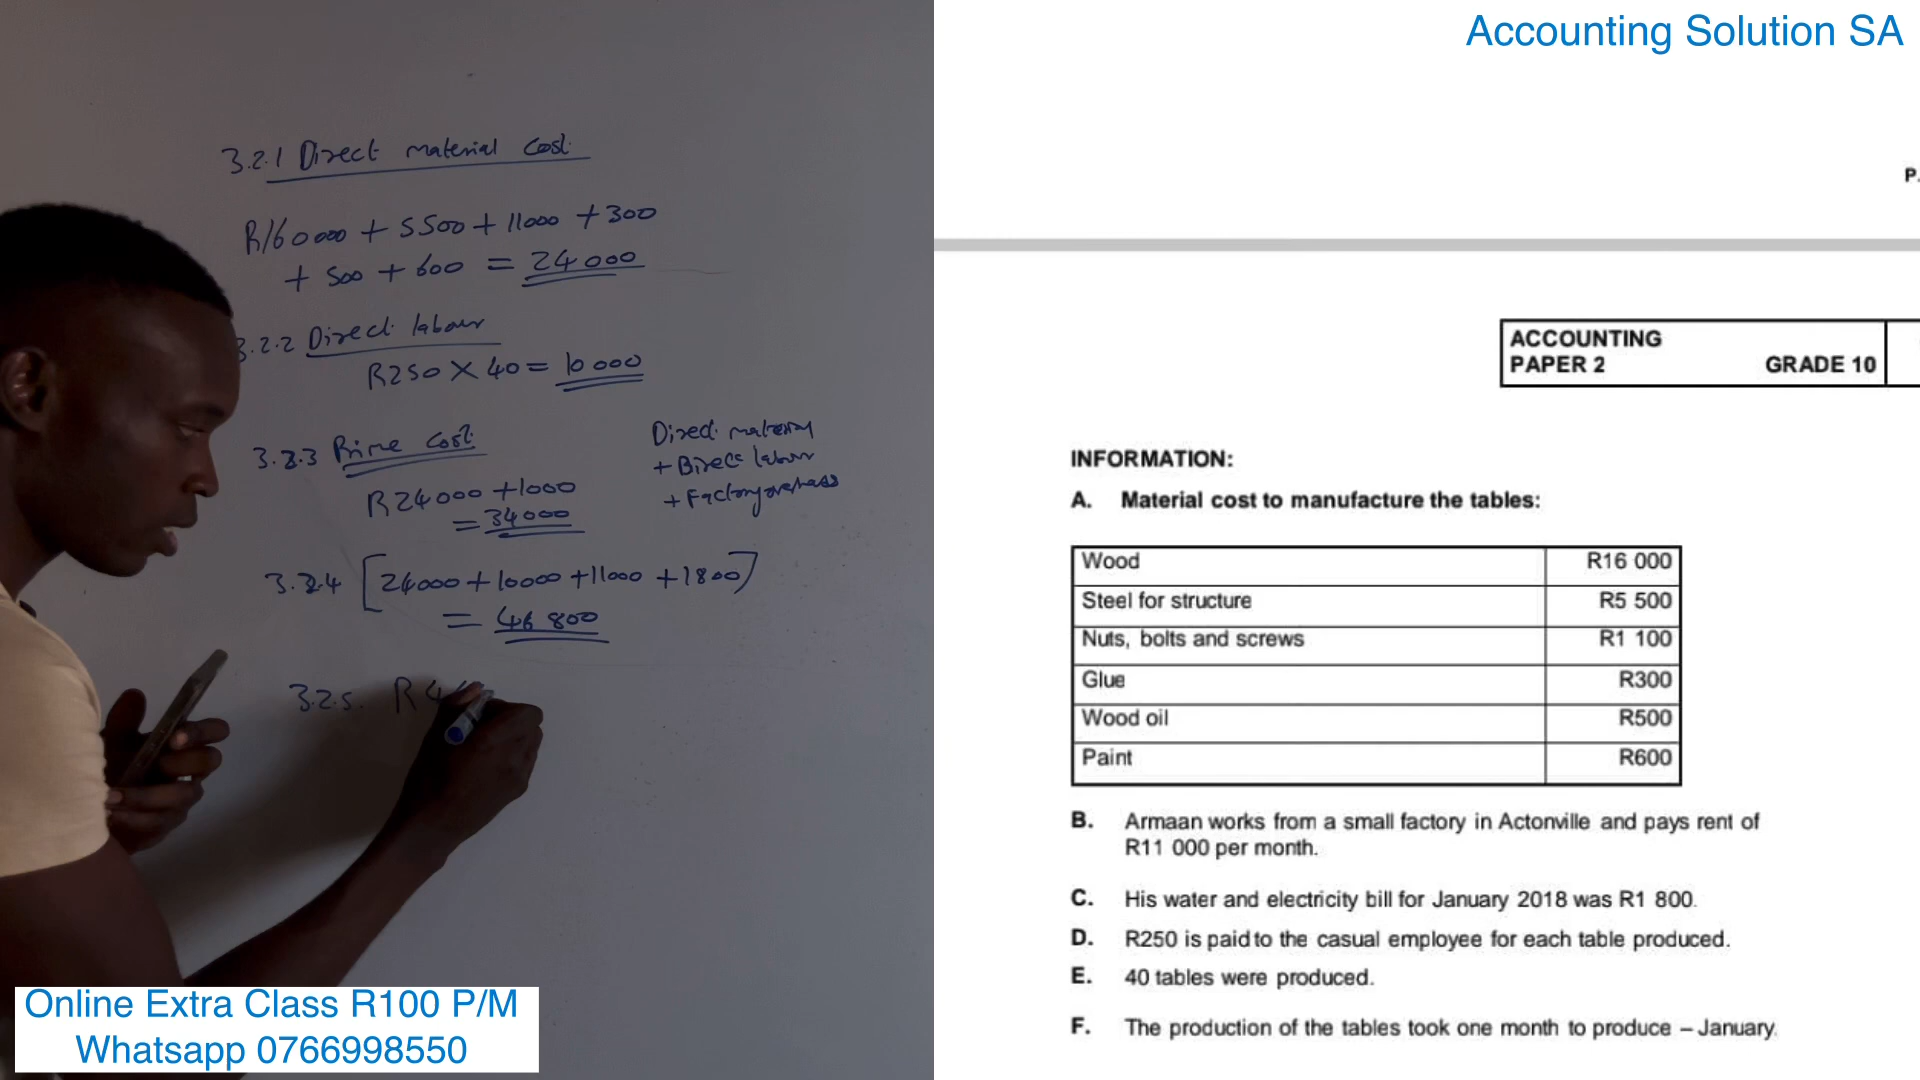 3.2.1 Direct material cost
R160000 + 5500 + 11000 + 300
+ 500 + 600 = 24 000
3.2.2 Direct labour
R250 X 40 = 10 000
3.2.3 Prime Cost
R24000 + 1000
= 34000
Direct material
+ Direct labour
+ Factory overheads
3.2.4 [24000 + 10000 + 11000 + 1800]
= 46 800
3.2.5. R4
Online Extra Class R100 P/M
Whatsapp 0766998550
Accounting Solution SA
P.
ACCOUNTING
PAPER 2 GRADE 10
INFORMATION:
A. Material cost to manufacture the tables:
Wood R16 000
Steel for structure R5 500
Nuts, bolts and screws R1 100
Glue R300
Wood oil R500
Paint R600
B. Armaan works from a small factory in Actonville and pays rent of
R11 000 per month.
C. His water and electricity bill for January 2018 was R1 800.
D. R250 is paid to the casual employee for each table produced.
E. 40 tables were produced.
F. The production of the tables took one month to produce – January.